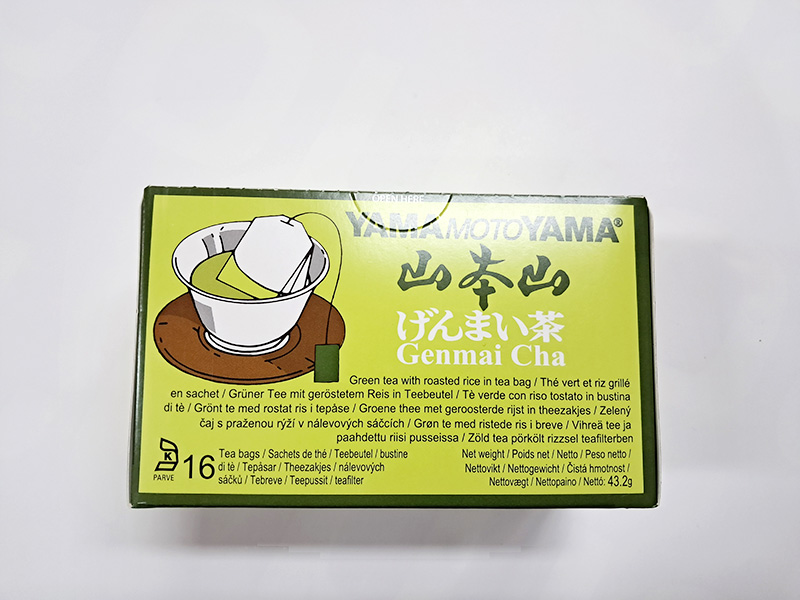 OPEN HERE
YAMAMOTOYAMA®
山本山
げんまい茶
Genmai Cha
Green tea with roasted rice in tea bag / Thé vert et riz grillé
en sachet / Grüner Tee mit geröstetem Reis in Teebeutel / Tè verde con riso tostato in bustina
di tè / Grönt te med rostat ris i tepåse / Groene thee met geroosterde rijst in theezakjes / Zelený
čaj s praženou rýží v nálevových sáčcích / Grøn te med ristede ris i breve / Vihreä tee ja
paahdettu riisi pusseissa / Zöld tea pörkölt rizzsel teafilterben
K
PARVE
16
Tea bags / Sachets de thé / Teebeutel / bustine
di tè / Tepåsar / Theezakjes / nálevových
sáčků / Tebreve / Teepussit / teafilter
Net weight / Poids net / Netto / Peso netto /
Nettovikt / Nettogewicht / Čistá hmotnost /
Nettovægt / Nettopaino / Nettó: 43.2g